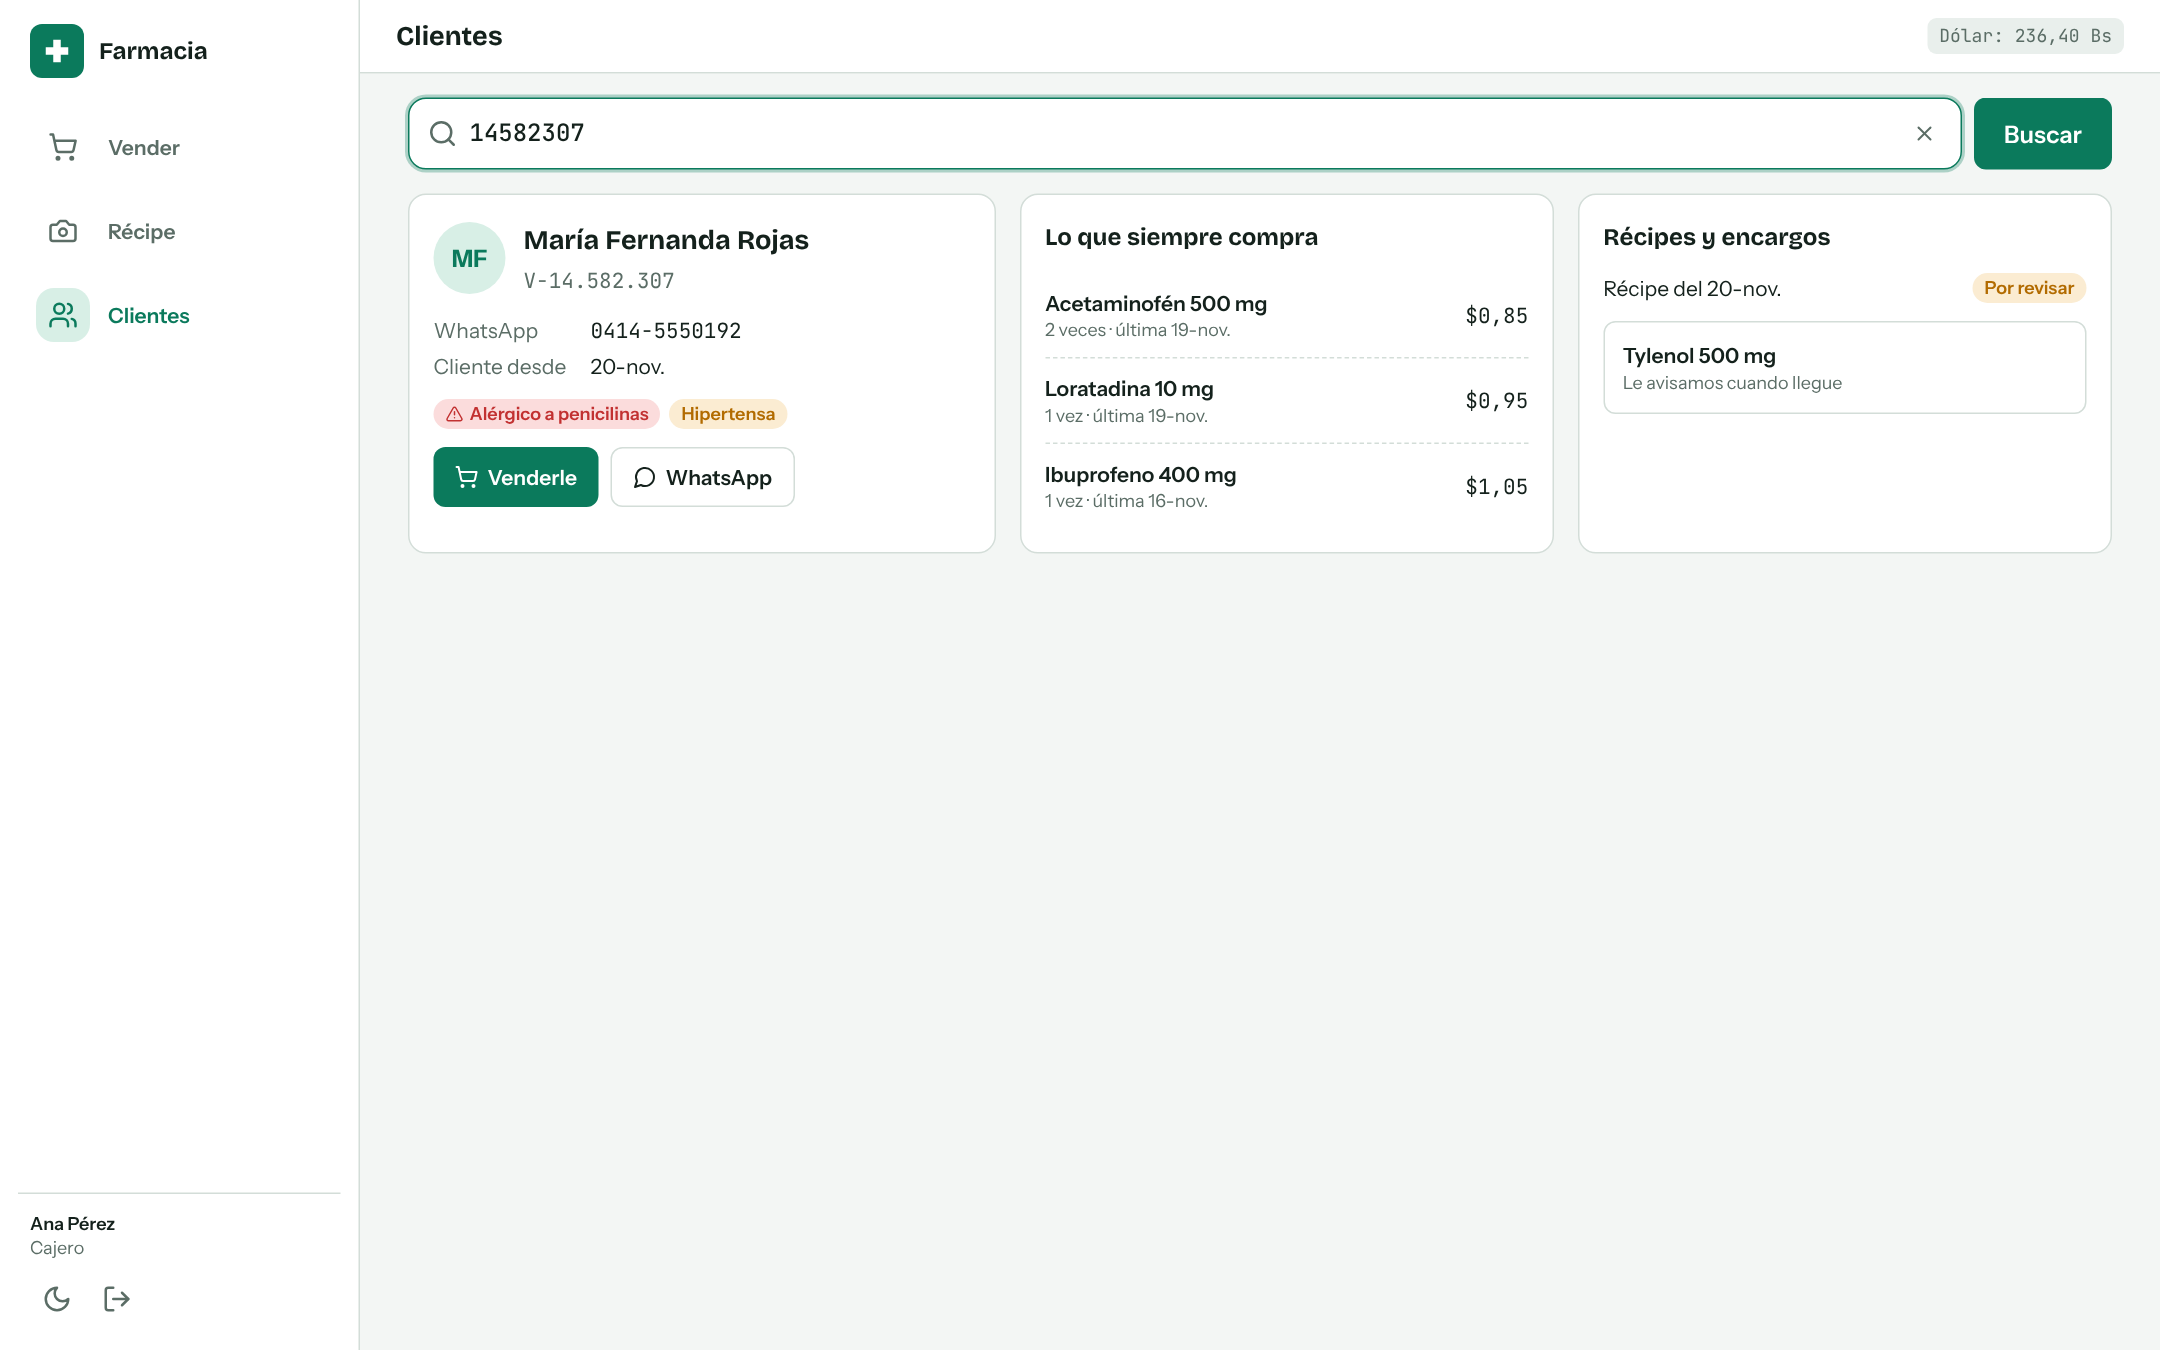 Farmacia
Vender
Récipe
Clientes
Ana Pérez
Cajero
Clientes
Dólar: 236,40 Bs
14582307
Buscar
MF
María Fernanda Rojas
V-14.582.307
WhatsApp 0414-5550192
Cliente desde 20-nov.
Alérgico a penicilinas Hipertensa
Venderle WhatsApp
Lo que siempre compra
Acetaminofén 500 mg
2 veces · última 19-nov.
$0,85
Loratadina 10 mg
1 vez · última 19-nov.
$0,95
Ibuprofeno 400 mg
1 vez · última 16-nov.
$1,05
Récipes y encargos
Récipe del 20-nov. Por revisar
Tylenol 500 mg
Le avisamos cuando llegue